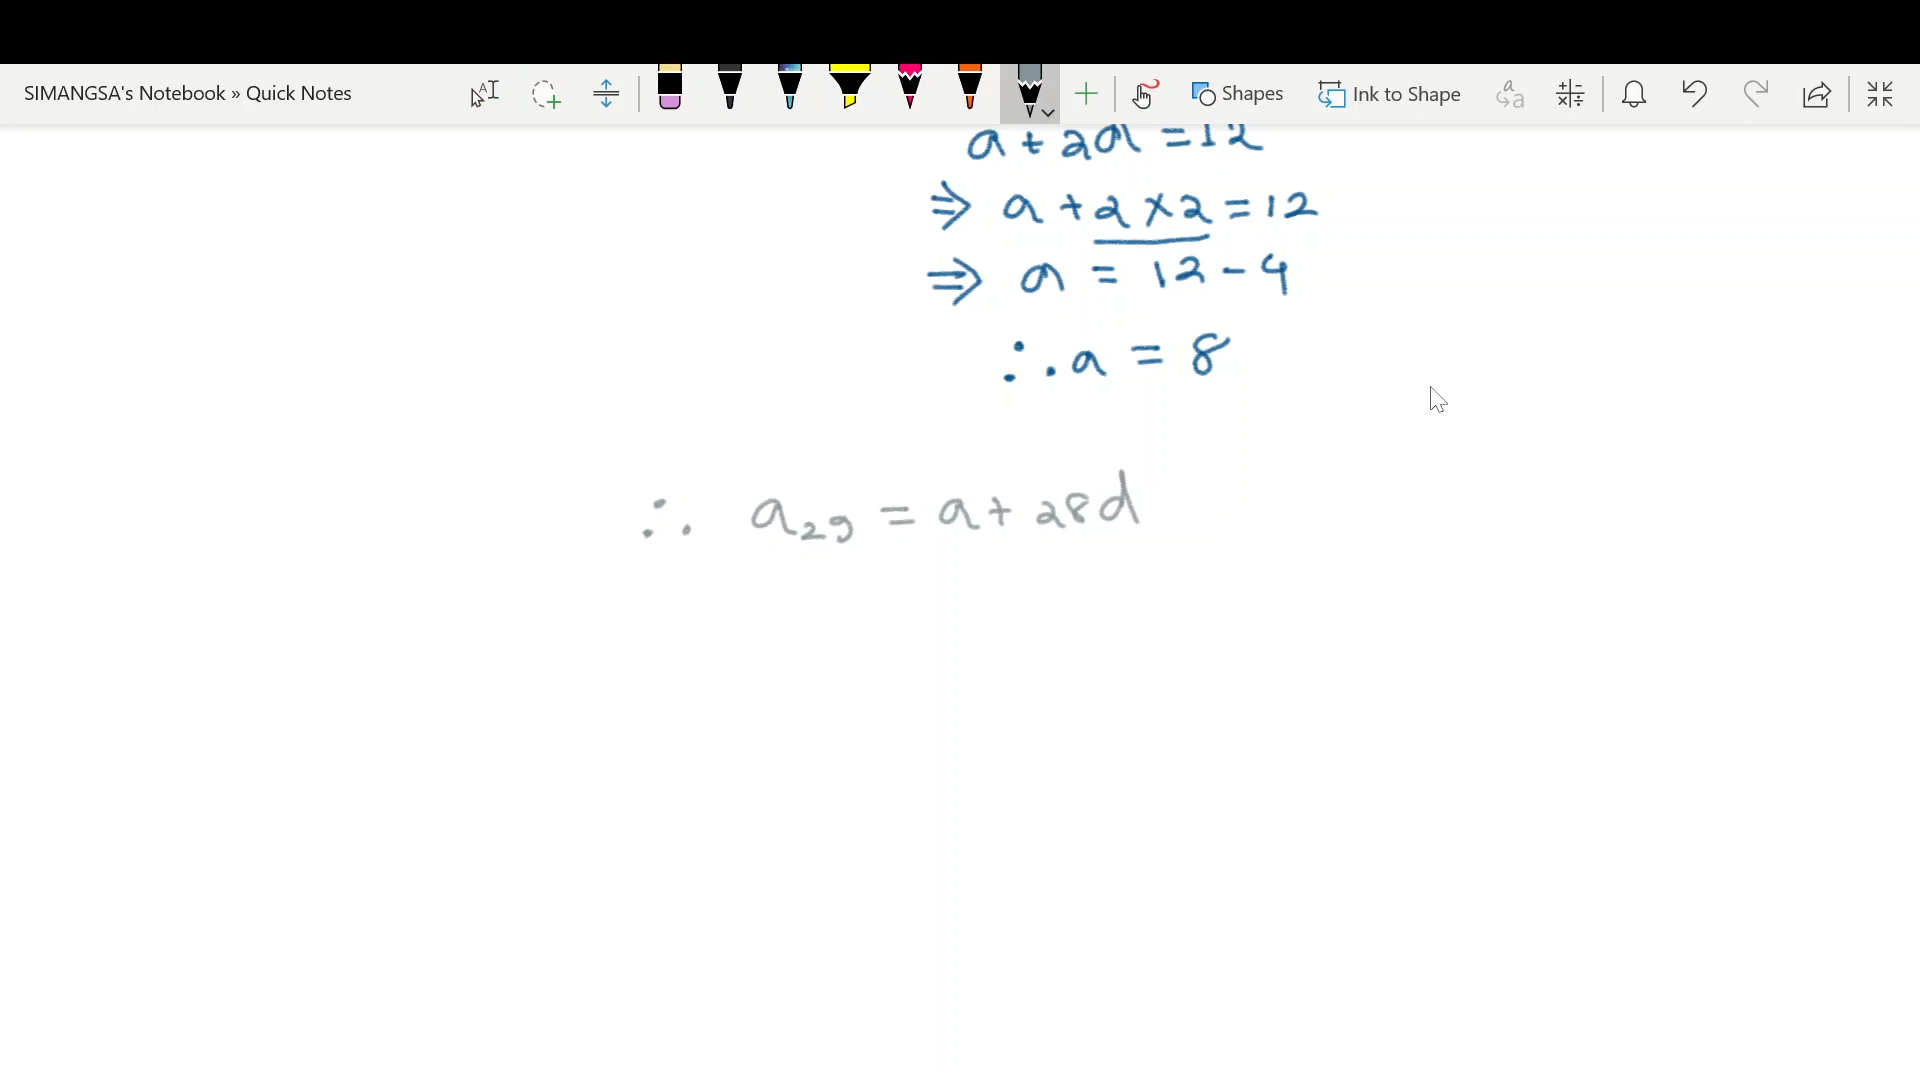 SIMANGSA's Notebook » Quick Notes
Shapes
Ink to Shape
a + 2d = 12
⇒ a + 2 × 2 = 12
⇒ a = 12 - 4
∴ a = 8
∴ a₂₉ = a + 28d